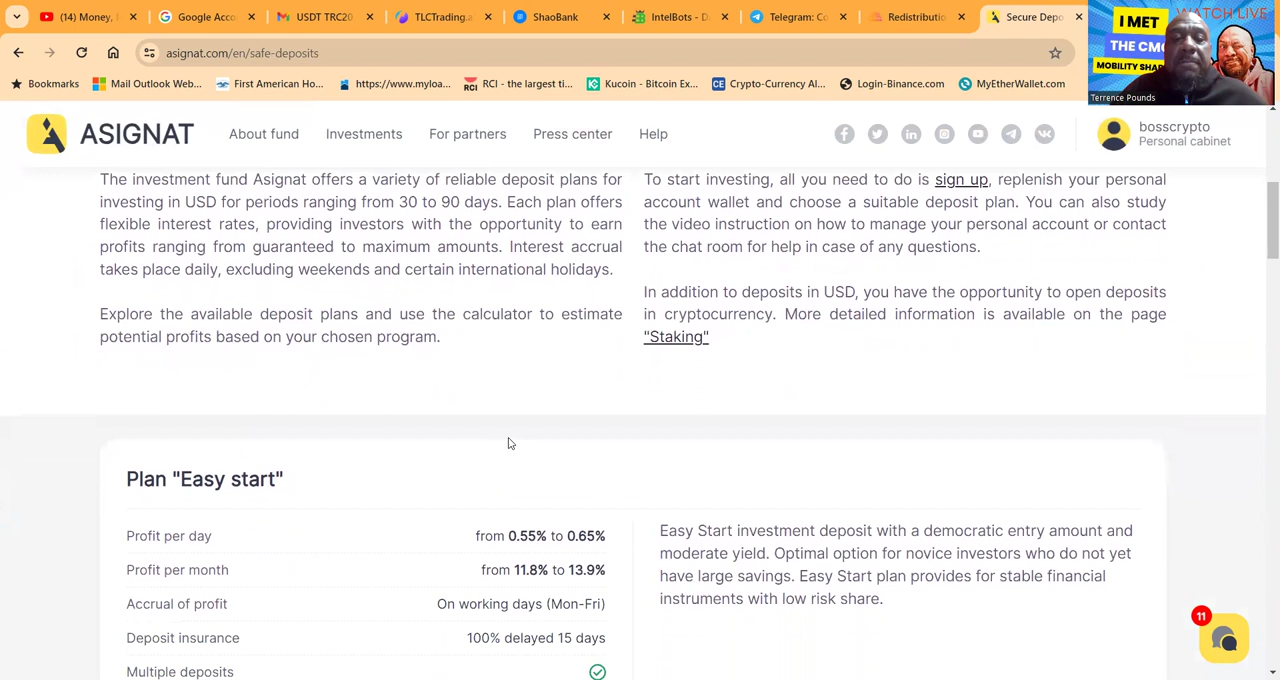 (14) Money,
Google Acco
USDT TRC20
TLCTrading.a
ShaoBank
IntelBots - D
Telegram: Co
Redistributio
Secure Depo
asignat.com/en/safe-deposits
Bookmarks
Mail Outlook Web...
First American Ho...
https://www.myloa...
RCI - the largest ti...
Kucoin - Bitcoin Ex...
Crypto-Currency Al...
Login-Binance.com
MyEtherWallet.com
WATCH LIVE
I MET
THE CMO
MOBILITY SHAR
Terrence Pounds
ASIGNAT
About fund
Investments
For partners
Press center
Help
bosscrypto
Personal cabinet
The investment fund Asignat offers a variety of reliable deposit plans for
investing in USD for periods ranging from 30 to 90 days. Each plan offers
flexible interest rates, providing investors with the opportunity to earn
profits ranging from guaranteed to maximum amounts. Interest accrual
takes place daily, excluding weekends and certain international holidays.
Explore the available deposit plans and use the calculator to estimate
potential profits based on your chosen program.
To start investing, all you need to do is sign up, replenish your personal
account wallet and choose a suitable deposit plan. You can also study
the video instruction on how to manage your personal account or contact
the chat room for help in case of any questions.
In addition to deposits in USD, you have the opportunity to open deposits
in cryptocurrency. More detailed information is available on the page
"Staking"
Plan "Easy start"
Profit per day from 0.55% to 0.65%
Profit per month from 11.8% to 13.9%
Accrual of profit On working days (Mon-Fri)
Deposit insurance 100% delayed 15 days
Multiple deposits
Easy Start investment deposit with a democratic entry amount and
moderate yield. Optimal option for novice investors who do not yet
have large savings. Easy Start plan provides for stable financial
instruments with low risk share.
11